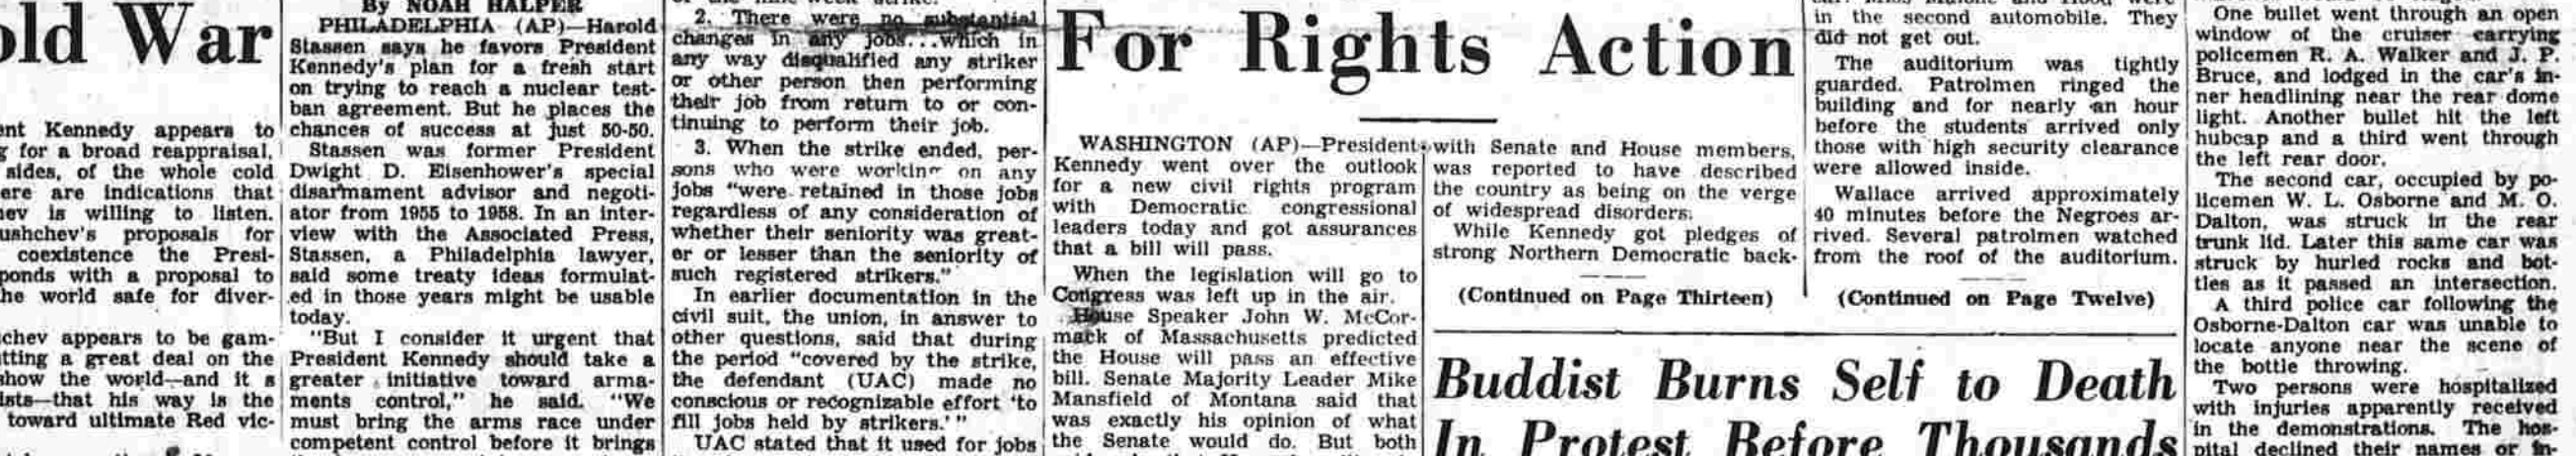 old War
ent Kennedy appears to
g for a broad reappraisal,
sides, of the whole cold
ere are indications that
ev is willing to listen.
ushchev's proposals for
coexistence the Presi-
ponds with a proposal to
he world safe for diver-
chev appears to be gam-
tting a great deal on the
show the world—and it s
ists—that his way is the
toward ultimate Red vic-
By NOAH HALPER
PHILADELPHIA (AP)—Harold
Stassen says he favors President
Kennedy's plan for a fresh start
on trying to reach a nuclear test-
ban agreement. But he places the
chances of success at just 50-50.
Stassen was former President
Dwight D. Eisenhower's special
disarmament advisor and negoti-
ator from 1955 to 1958. In an inter-
view with the Associated Press,
Stassen, a Philadelphia lawyer,
said some treaty ideas formulat-
ed in those years might be usable
today.
"But I consider it urgent that
President Kennedy should take a
greater initiative toward arma-
ments control," he said. "We
must bring the arms race under
competent control before it brings
2. There were no substantial
changes in any jobs...which in
any way disqualified any striker
or other person then performing
their job from return to or con-
tinuing to perform their job.
3. When the strike ended, per-
sons who were workin on any
jobs "were retained in those jobs
regardless of any consideration of
whether their seniority was great-
er or lesser than the seniority of
such registered strikers."
In earlier documentation in the
civil suit, the union, in answer to
other questions, said that during
the period "covered by the strike,
the defendant (UAC) made no
conscious or recognizable effort 'to
fill jobs held by strikers.'"
UAC stated that it used for jobs
For Rights Action
WASHINGTON (AP)—President
Kennedy went over the outlook
for a new civil rights program
with Democratic congressional
leaders today and got assurances
that a bill will pass.
When the legislation will go to
Congress was left up in the air.
House Speaker John W. McCor-
mack of Massachusetts predicted
the House will pass an effective
bill. Senate Majority Leader Mike
Mansfield of Montana said that
was exactly his opinion of what
the Senate would do. But both
with Senate and House members,
was reported to have described
the country as being on the verge
of widespread disorders.
While Kennedy got pledges of
strong Northern Democratic back-
(Continued on Page Thirteen)
in the second automobile. They
did not get out.
The auditorium was tightly
guarded. Patrolmen ringed the
building and for nearly an hour
before the students arrived only
those with high security clearance
were allowed inside.
Wallace arrived approximately
40 minutes before the Negroes ar-
rived. Several patrolmen watched
from the roof of the auditorium.
(Continued on Page Twelve)
Buddist Burns Self to Death
In Protest Before Thousands
One bullet went through an open
window of the cruiser carrying
policemen R. A. Walker and J. P.
Bruce, and lodged in the car's in-
ner headlining near the rear dome
light. Another bullet hit the left
hubcap and a third went through
the left rear door.
The second car, occupied by po-
licemen W. L. Osborne and M. O.
Dalton, was struck in the rear
trunk lid. Later this same car was
struck by hurled rocks and bot-
tles as it passed an intersection.
A third police car following the
Osborne-Dalton car was unable to
locate anyone near the scene of
the bottle throwing.
Two persons were hospitalized
with injuries apparently received
in the demonstrations. The hos-
pital declined their names or in-